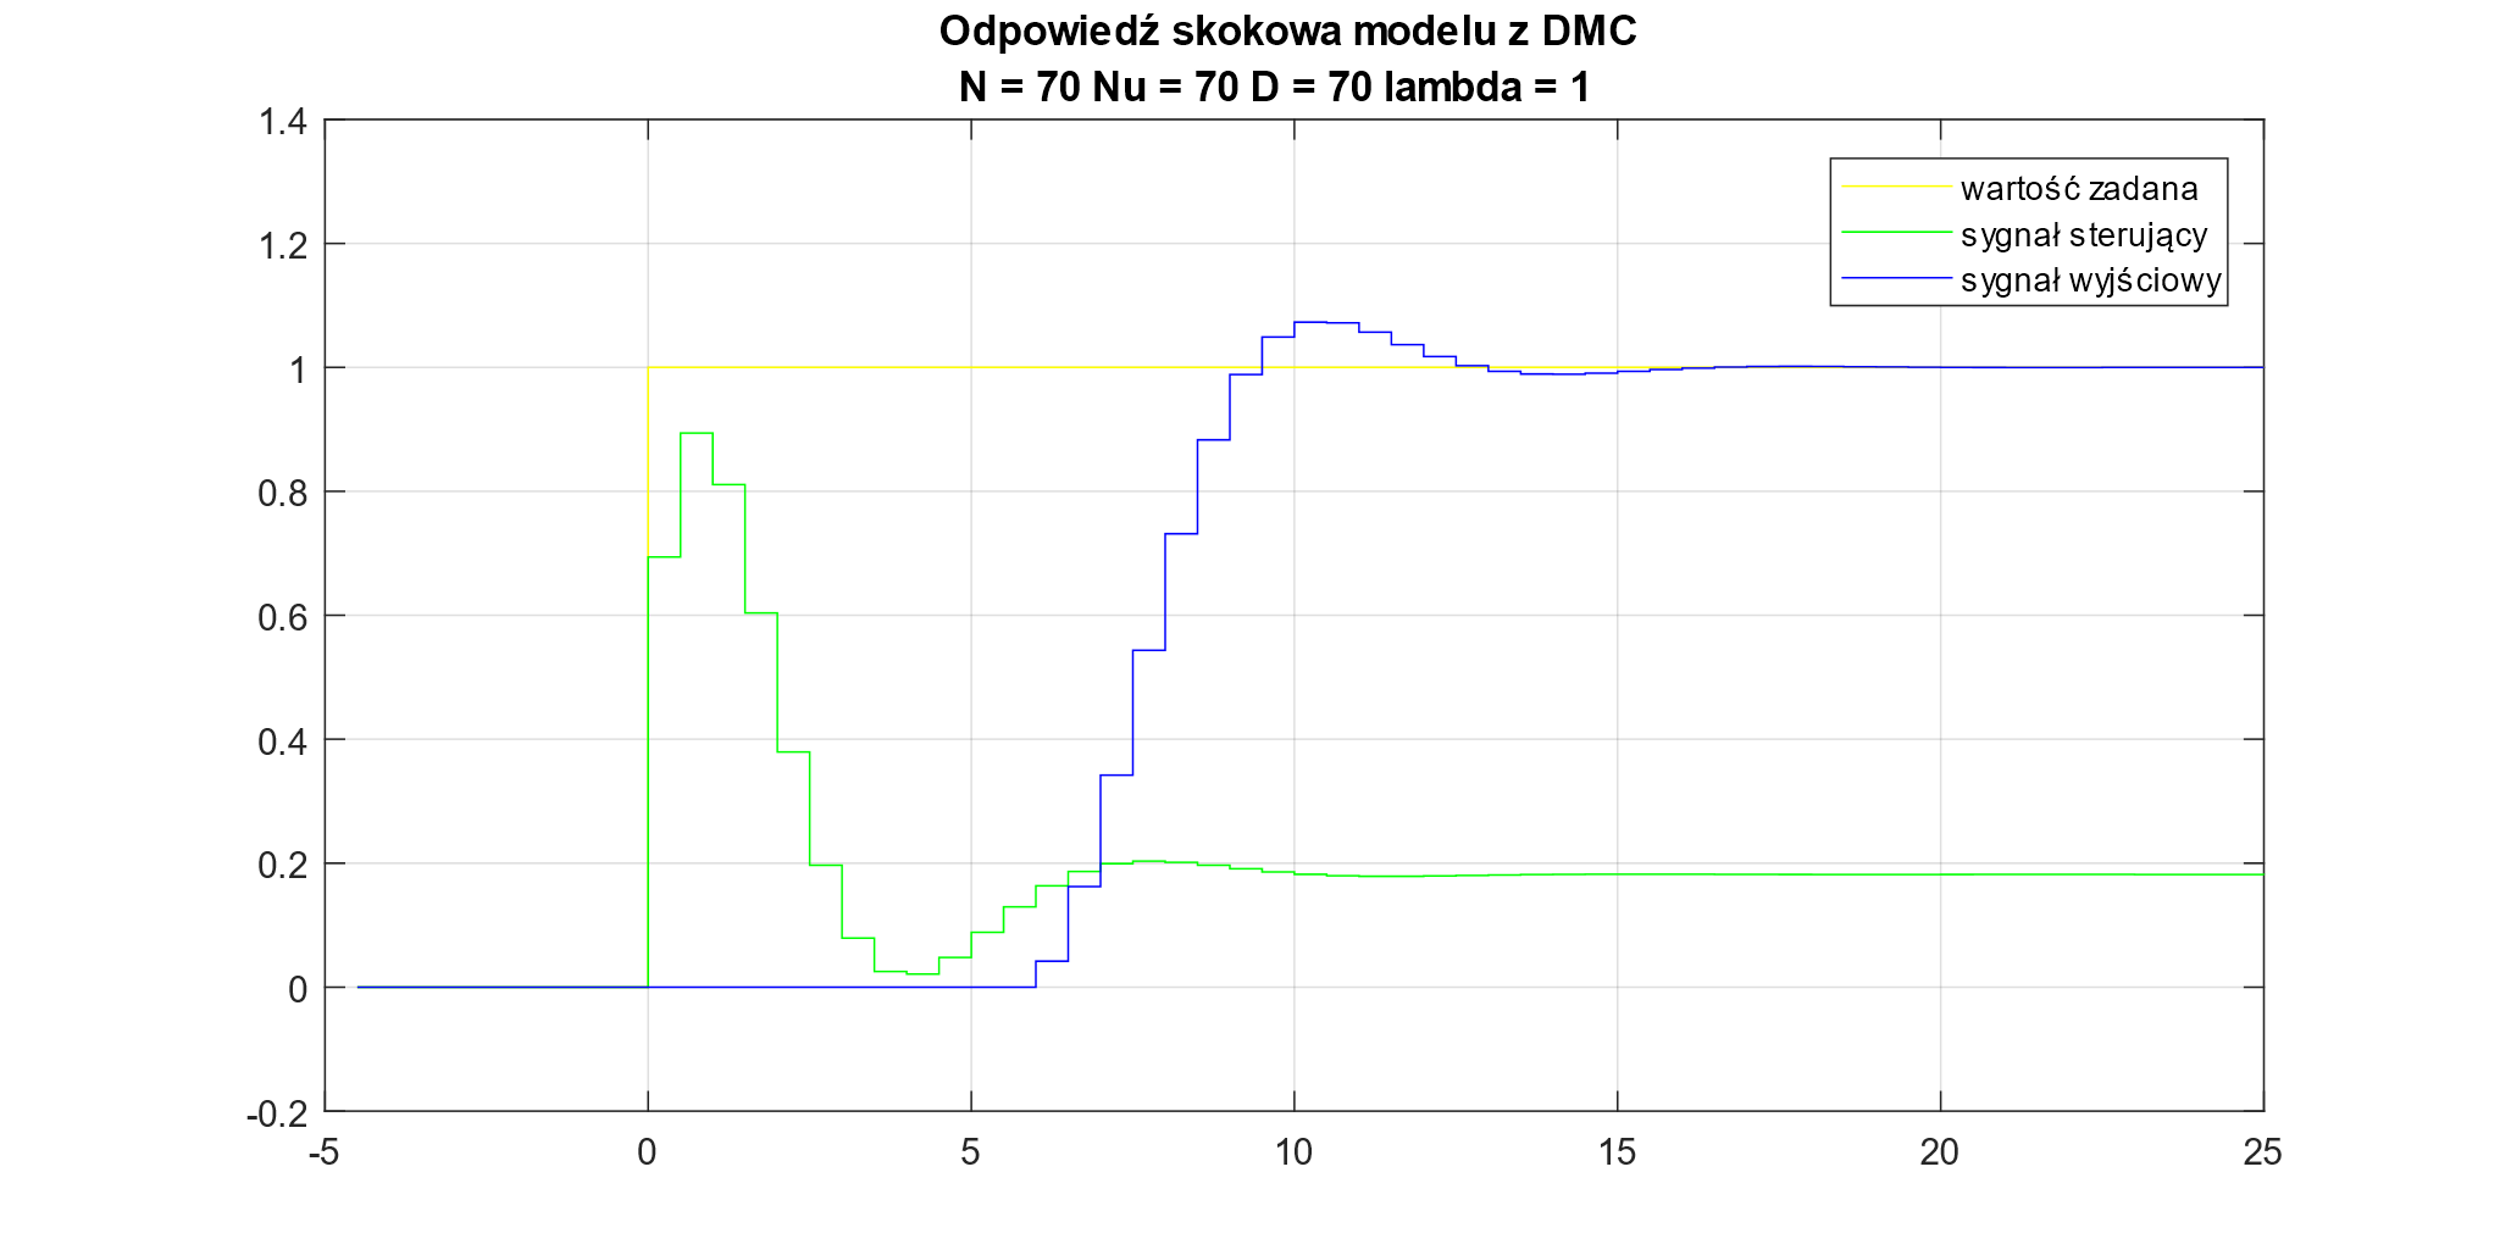 Odpowiedź skokowa modelu z DMC
N = 70 Nu = 70 D = 70 lambda = 1
1.4
1.2
1
0.8
0.6
0.4
0.2
0
-0.2
-5 0 5 10 15 20 25
wartość zadana
sygnał sterujący
sygnał wyjściowy